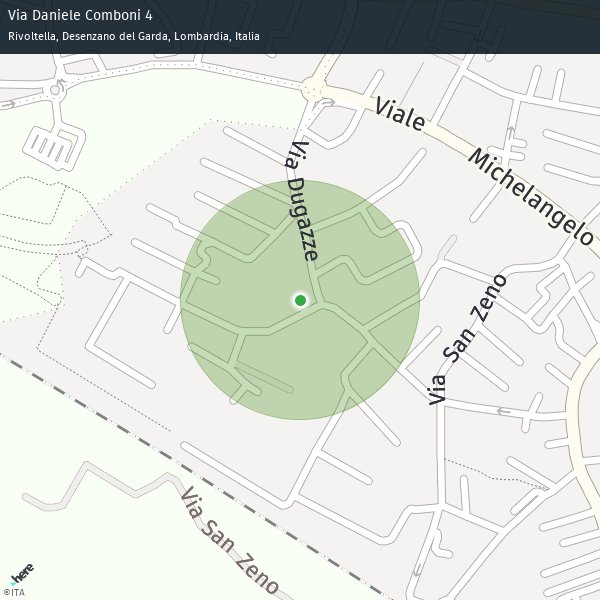 Via Daniele Comboni 4
Rivoltella, Desenzano del Garda, Lombardia, Italia
Viale
Michelangelo
Via Dugazze
Via San Zeno
Via San Zeno
here
©ITA